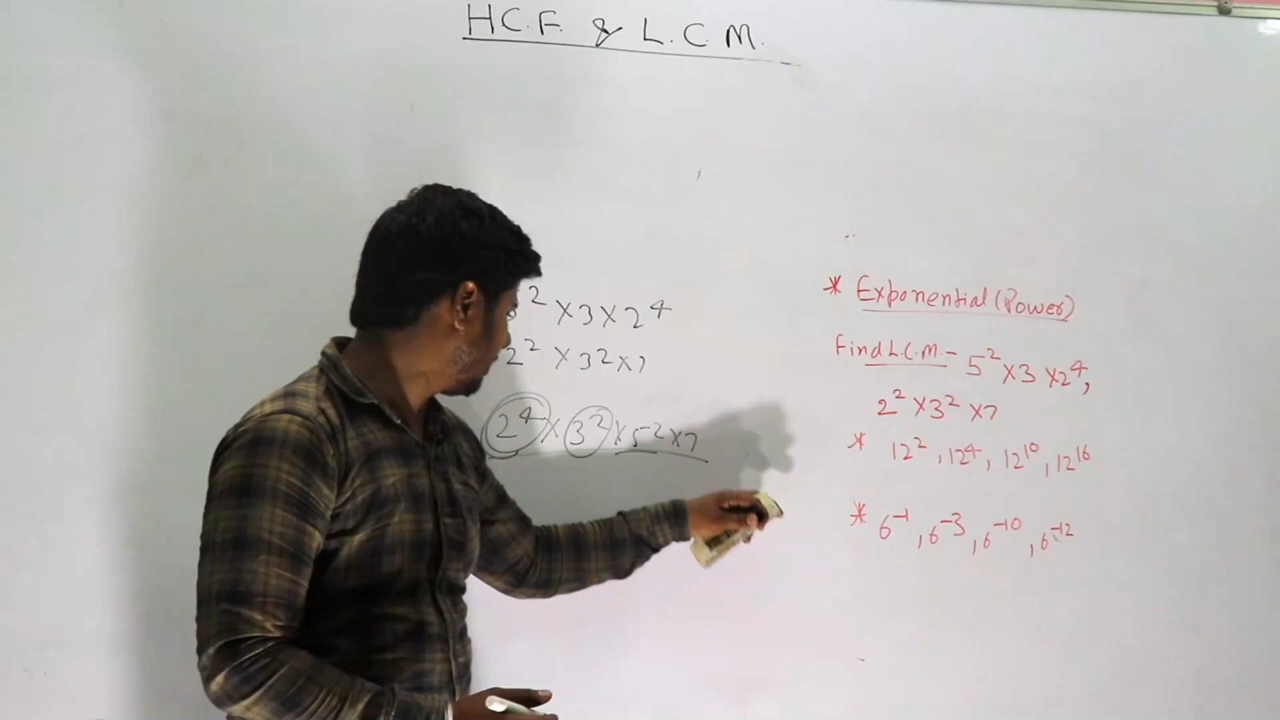 H.C.F. & L.C.M.
² × 3 × 2⁴
2² × 3² × 7
2⁴ × 3² × 5² × 7
* Exponential (Power)
Find L.C.M. - 5² × 3 × 2⁴,
2² × 3² × 7
* 12², 12⁴, 12¹⁰, 12¹⁶
* 6⁻¹, 6⁻³, 6⁻¹⁰, 6⁻¹²